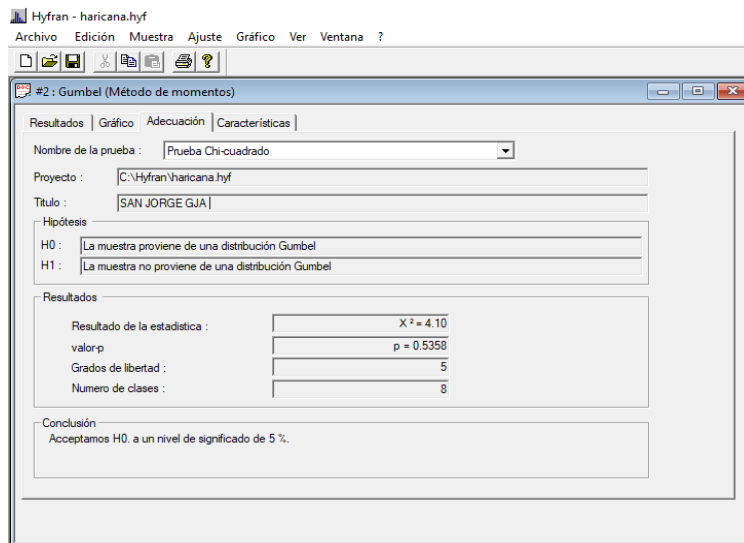 Hyfran - haricana.hyf
Archivo Edición Muestra Ajuste Gráfico Ver Ventana ?
#2 : Gumbel (Método de momentos)
Resultados Gráfico Adecuación Características
Nombre de la prueba : Prueba Chi-cuadrado
Proyecto : C:\Hyfran\haricana.hyf
Titulo : SAN JORGE GJA
Hipótesis
H0 : La muestra proviene de una distribución Gumbel
H1 : La muestra no proviene de una distribución Gumbel
Resultados
Resultado de la estadistica : X² = 4.10
valor-p p = 0.5358
Grados de libertad : 5
Numero de clases : 8
Conclusión
Acceptamos H0. a un nivel de significado de 5 %.